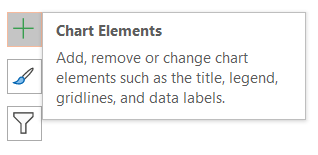 Chart Elements
Add, remove or change chart
elements such as the title, legend,
gridlines, and data labels.